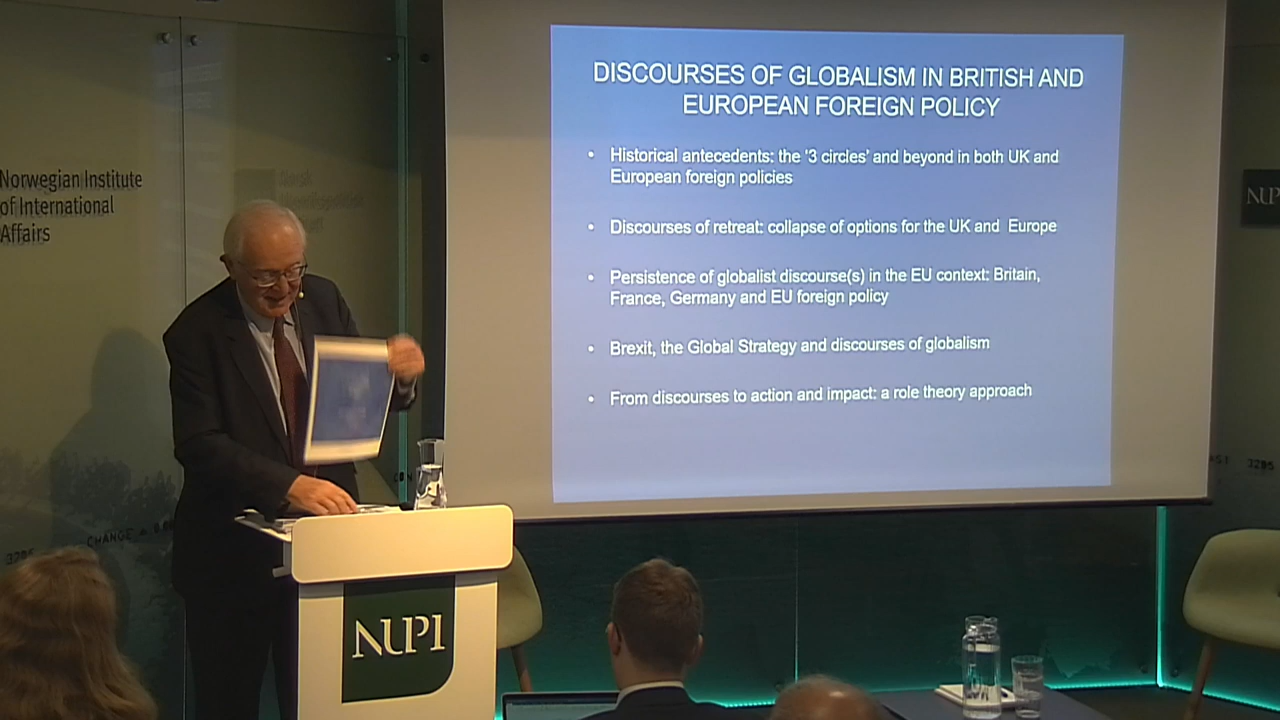 Norwegian Institute
of International
Affairs
DISCOURSES OF GLOBALISM IN BRITISH AND
EUROPEAN FOREIGN POLICY
• Historical antecedents: the '3 circles' and beyond in both UK and
European foreign policies
• Discourses of retreat: collapse of options for the UK and Europe
• Persistence of globalist discourse(s) in the EU context: Britain,
France, Germany and EU foreign policy
• Brexit, the Global Strategy and discourses of globalism
• From discourses to action and impact: a role theory approach
NUP
CHANGE
3295
NUPI